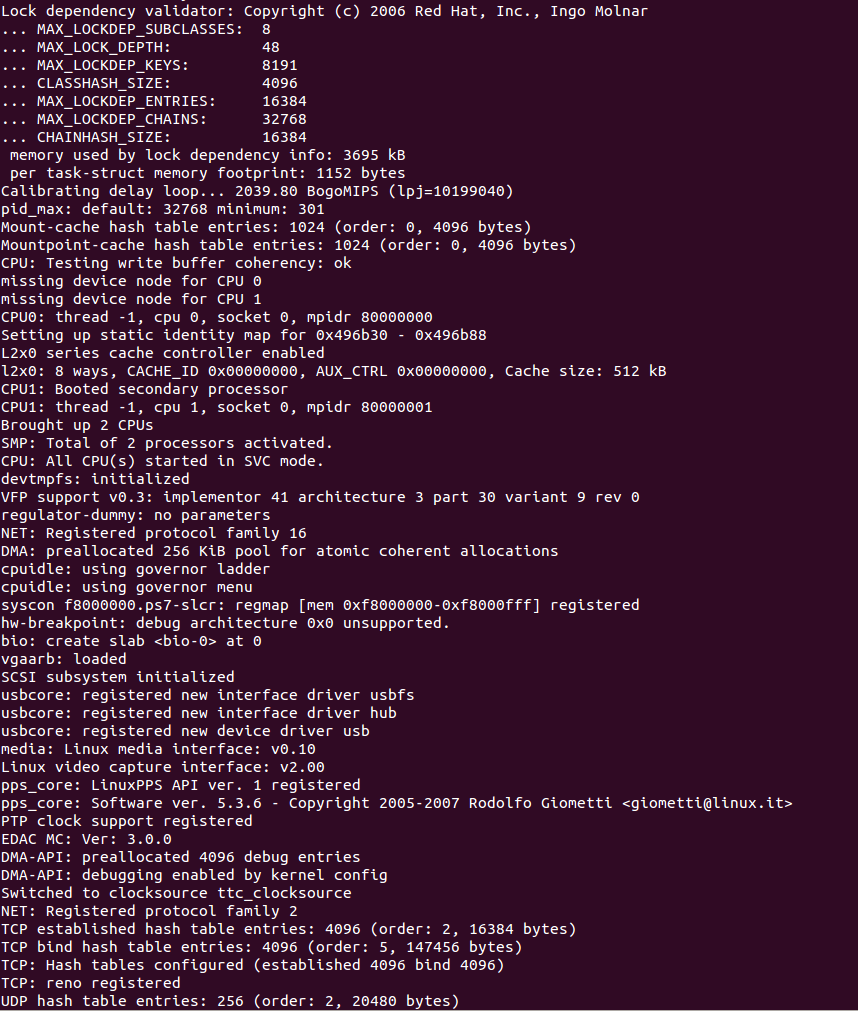 Lock dependency validator: Copyright (c) 2006 Red Hat, Inc., Ingo Molnar
... MAX_LOCKDEP_SUBCLASSES:  8
... MAX_LOCK_DEPTH:          48
... MAX_LOCKDEP_KEYS:        8191
... CLASSHASH_SIZE:          4096
... MAX_LOCKDEP_ENTRIES:     16384
... MAX_LOCKDEP_CHAINS:      32768
... CHAINHASH_SIZE:          16384
 memory used by lock dependency info: 3695 kB
 per task-struct memory footprint: 1152 bytes
Calibrating delay loop... 2039.80 BogoMIPS (lpj=10199040)
pid_max: default: 32768 minimum: 301
Mount-cache hash table entries: 1024 (order: 0, 4096 bytes)
Mountpoint-cache hash table entries: 1024 (order: 0, 4096 bytes)
CPU: Testing write buffer coherency: ok
missing device node for CPU 0
missing device node for CPU 1
CPU0: thread -1, cpu 0, socket 0, mpidr 80000000
Setting up static identity map for 0x496b30 - 0x496b88
L2x0 series cache controller enabled
l2x0: 8 ways, CACHE_ID 0x00000000, AUX_CTRL 0x00000000, Cache size: 512 kB
CPU1: Booted secondary processor
CPU1: thread -1, cpu 1, socket 0, mpidr 80000001
Brought up 2 CPUs
SMP: Total of 2 processors activated.
CPU: All CPU(s) started in SVC mode.
devtmpfs: initialized
VFP support v0.3: implementor 41 architecture 3 part 30 variant 9 rev 0
regulator-dummy: no parameters
NET: Registered protocol family 16
DMA: preallocated 256 KiB pool for atomic coherent allocations
cpuidle: using governor ladder
cpuidle: using governor menu
syscon f8000000.ps7-slcr: regmap [mem 0xf8000000-0xf8000fff] registered
hw-breakpoint: debug architecture 0x0 unsupported.
bio: create slab <bio-0> at 0
vgaarb: loaded
SCSI subsystem initialized
usbcore: registered new interface driver usbfs
usbcore: registered new interface driver hub
usbcore: registered new device driver usb
media: Linux media interface: v0.10
Linux video capture interface: v2.00
pps_core: LinuxPPS API ver. 1 registered
pps_core: Software ver. 5.3.6 - Copyright 2005-2007 Rodolfo Giometti <giometti@linux.it>
PTP clock support registered
EDAC MC: Ver: 3.0.0
DMA-API: preallocated 4096 debug entries
DMA-API: debugging enabled by kernel config
Switched to clocksource ttc_clocksource
NET: Registered protocol family 2
TCP established hash table entries: 4096 (order: 2, 16384 bytes)
TCP bind hash table entries: 4096 (order: 5, 147456 bytes)
TCP: Hash tables configured (established 4096 bind 4096)
TCP: reno registered
UDP hash table entries: 256 (order: 2, 20480 bytes)